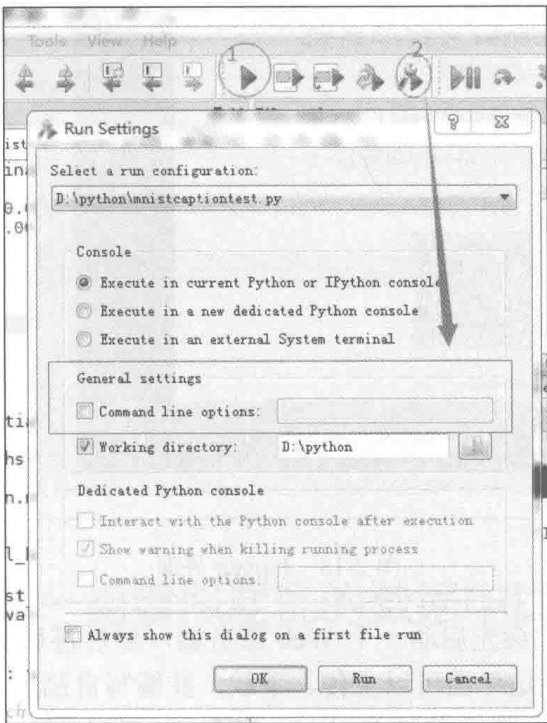 Tools View Help
1
2
Run Settings
Select a run configuration:
D:\python\mnistcaptiontest.py
Console
Execute in current Python or IPython console
Execute in a new dedicated Python console
Execute in an external System terminal
General settings
Command line options:
Working directory: D:\python
Dedicated Python console
Interact with the Python console after execution
Show warning when killing running process
Command line options:
Always show this dialog on a first file run
OK Run Cancel